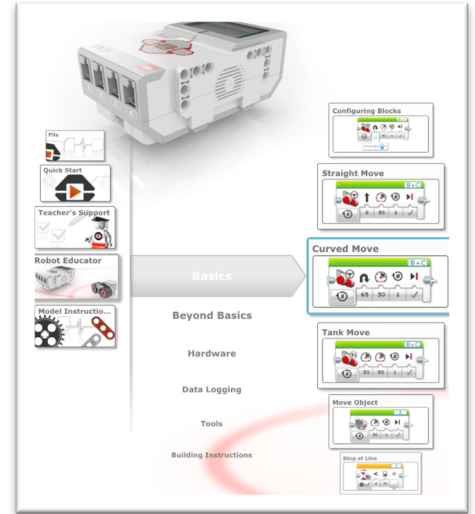 File
Quick Start
Teacher's Support
Robot Educator
Model Instructio...
Basics
Beyond Basics
Hardware
Data Logging
Tools
Building Instructions
Configuring Blocks
Straight Move
B+C
0 50 1
Curved Move
B+C
65 50 1
Tank Move
B+C
50 50 1
Move Object
Stop at Line